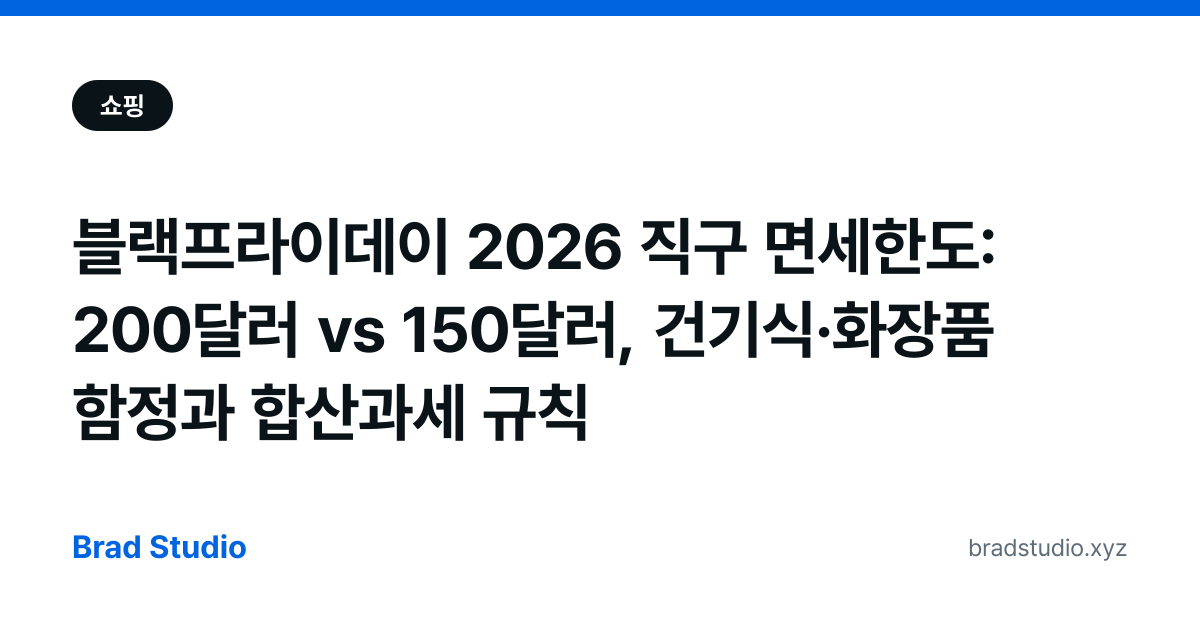 쇼핑
블랙프라이데이 2026 직구 면세한도:
200달러 vs 150달러, 건기식·화장품
함정과 합산과세 규칙
Brad Studio
bradstudio.xyz